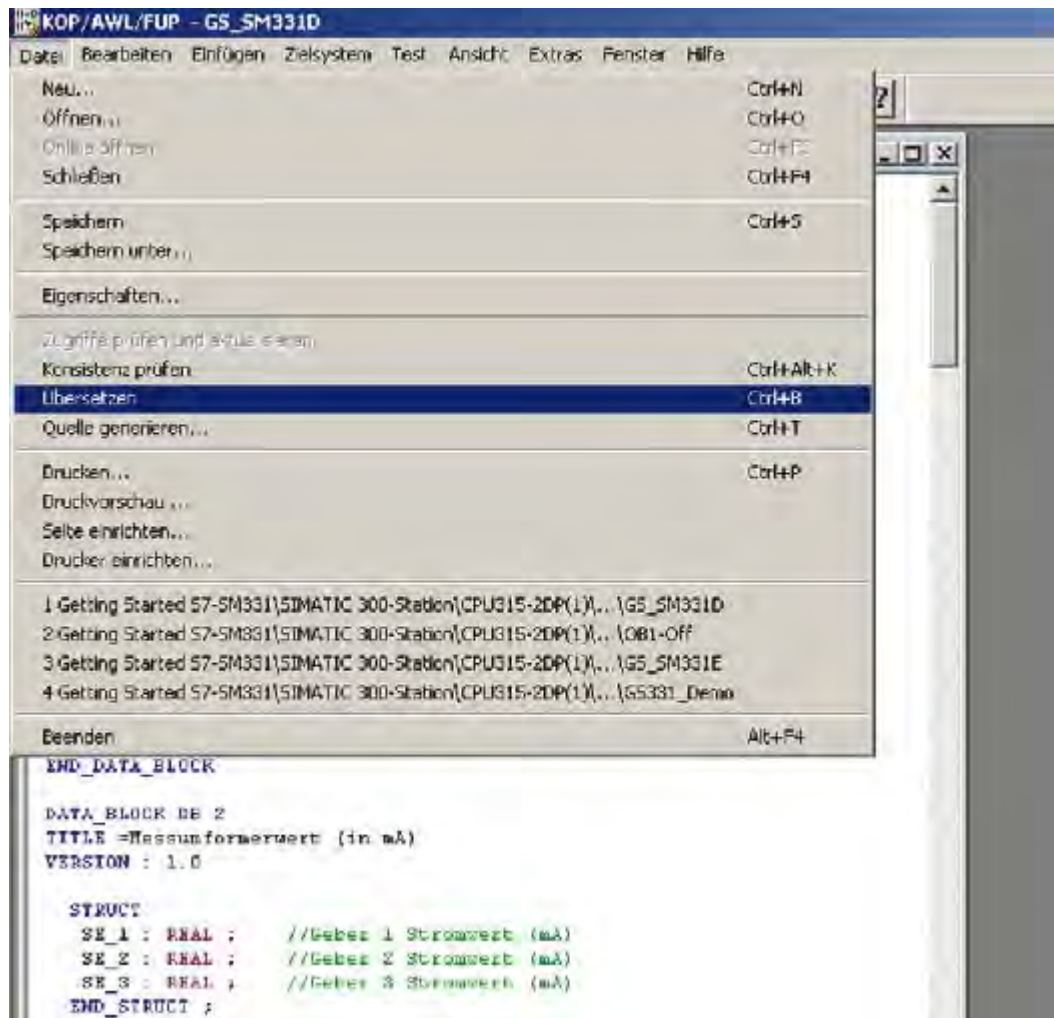 KOP/AWL/FUP - GS_SM331D
Datei Bearbeiten Einfügen Zielsystem Test Ansicht Extras Fenster Hilfe
Neu... Ctrl+N
Öffnen... Ctrl+O
Online öffnen
Schließen Ctrl+F4
Speichern Ctrl+S
Speichern unter...
Eigenschaften...
Zugriffe prüfen und aktualisieren
Konsistenz prüfen Ctrl+Alt+K
Übersetzen Ctrl+B
Quelle generieren... Ctrl+T
Drucken... Ctrl+P
Druckvorschau ...
Seite einrichten...
Drucker einrichten...
1 Getting Started S7-SM331\SIMATIC 300-Station\CPU315-2DP(1)\...\GS_SM331D
2 Getting Started S7-SM331\SIMATIC 300-Station\CPU315-2DP(1)\...\OB1-Off
3 Getting Started S7-SM331\SIMATIC 300-Station\CPU315-2DP(1)\...\GS_SM331E
4 Getting Started S7-SM331\SIMATIC 300-Station\CPU315-2DP(1)\...\GS331_Demo
Beenden Alt+F4
END_DATA_BLOCK
DATA_BLOCK DB 2
TITLE =Messumformerwert (in mA)
VERSION : 1.0
STRUCT
SE_1 : REAL ; //Geber 1 Stromwert (mA)
SE_2 : REAL ; //Geber 2 Stromwert (mA)
SE_3 : REAL ; //Geber 3 Stromwert (mA)
END_STRUCT ;